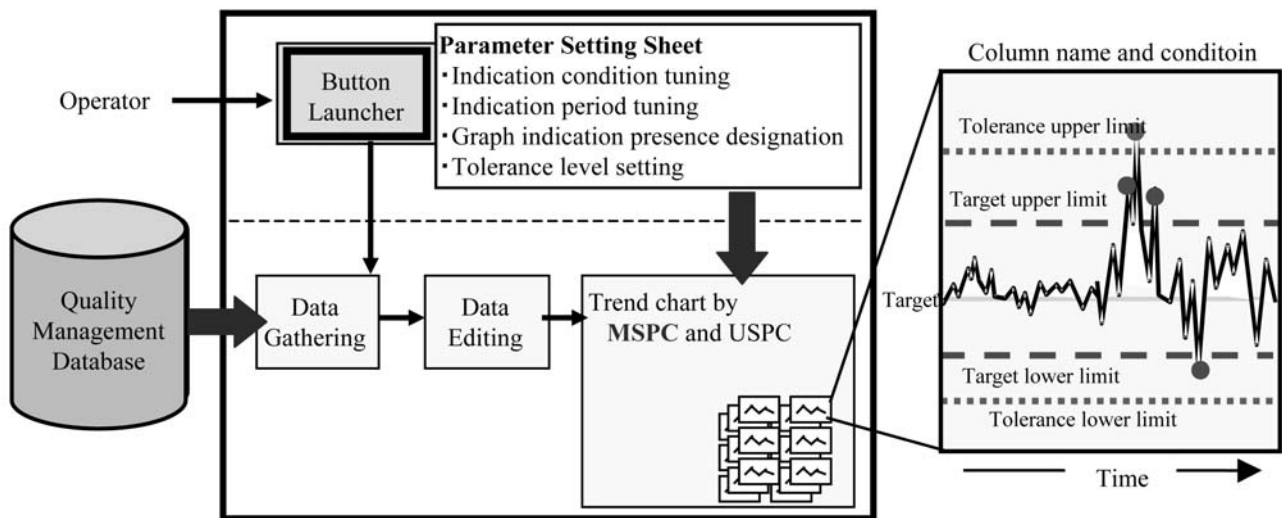 Operator
Button
Launcher
Parameter Setting Sheet
・Indication condition tuning
・Indication period tuning
・Graph indication presence designation
・Tolerance level setting
Quality
Management
Database
Data
Gathering
Data
Editing
Trend chart by
MSPC and USPC
Column name and conditoin
Tolerance upper limit
Target upper limit
Target
Target lower limit
Tolerance lower limit
Time